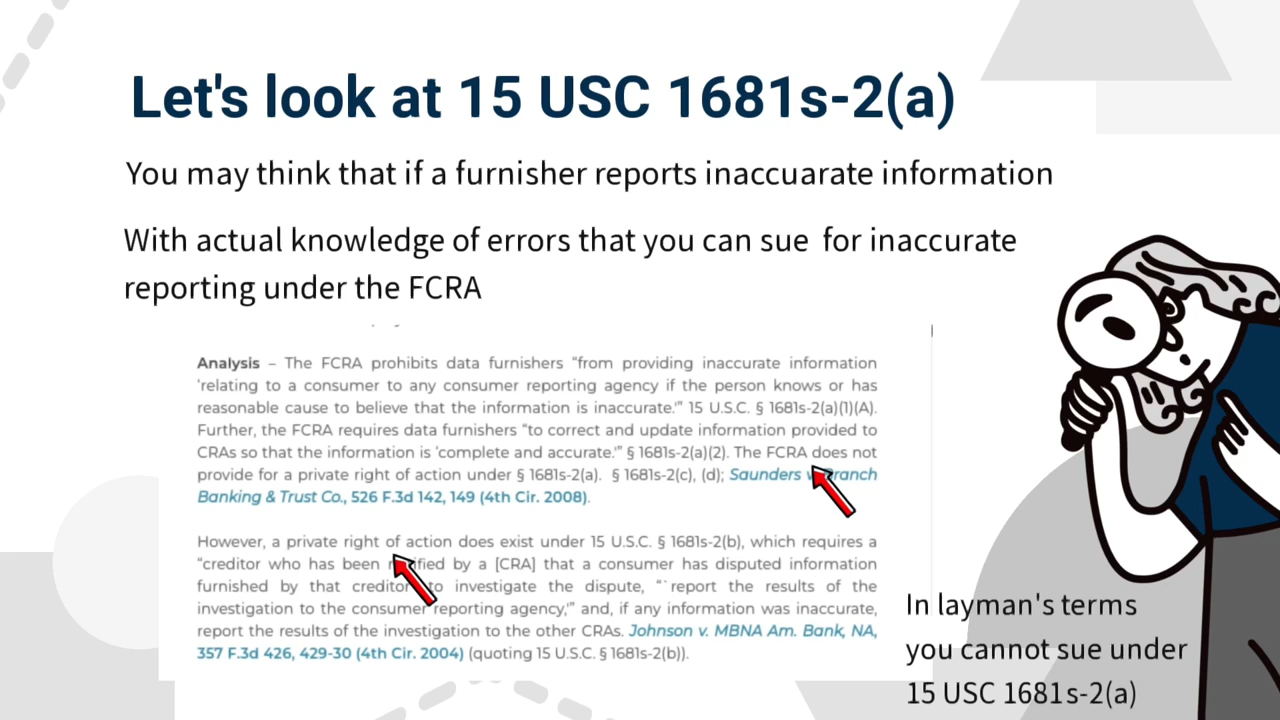 Let's look at 15 USC 1681s-2(a)
You may think that if a furnisher reports inaccuarate information
With actual knowledge of errors that you can sue for inaccurate
reporting under the FCRA
Analysis – The FCRA prohibits data furnishers "from providing inaccurate information
'relating to a consumer to any consumer reporting agency if the person knows or has
reasonable cause to believe that the information is inaccurate.'" 15 U.S.C. § 1681s-2(a)(1)(A).
Further, the FCRA requires data furnishers "to correct and update information provided to
CRAs so that the information is 'complete and accurate.'" § 1681s-2(a)(2). The FCRA does not
provide for a private right of action under § 1681s-2(a). § 1681s-2(c), (d); Saunders v. Branch
Banking & Trust Co., 526 F.3d 142, 149 (4th Cir. 2008).
However, a private right of action does exist under 15 U.S.C. § 1681s-2(b), which requires a
"creditor who has been notified by a [CRA] that a consumer has disputed information
furnished by that creditor to investigate the dispute, "`report the results of the
investigation to the consumer reporting agency,'" and, if any information was inaccurate,
report the results of the investigation to the other CRAs. Johnson v. MBNA Am. Bank, NA,
357 F.3d 426, 429-30 (4th Cir. 2004) (quoting 15 U.S.C. § 1681s-2(b)).
In layman's terms
you cannot sue under
15 USC 1681s-2(a)